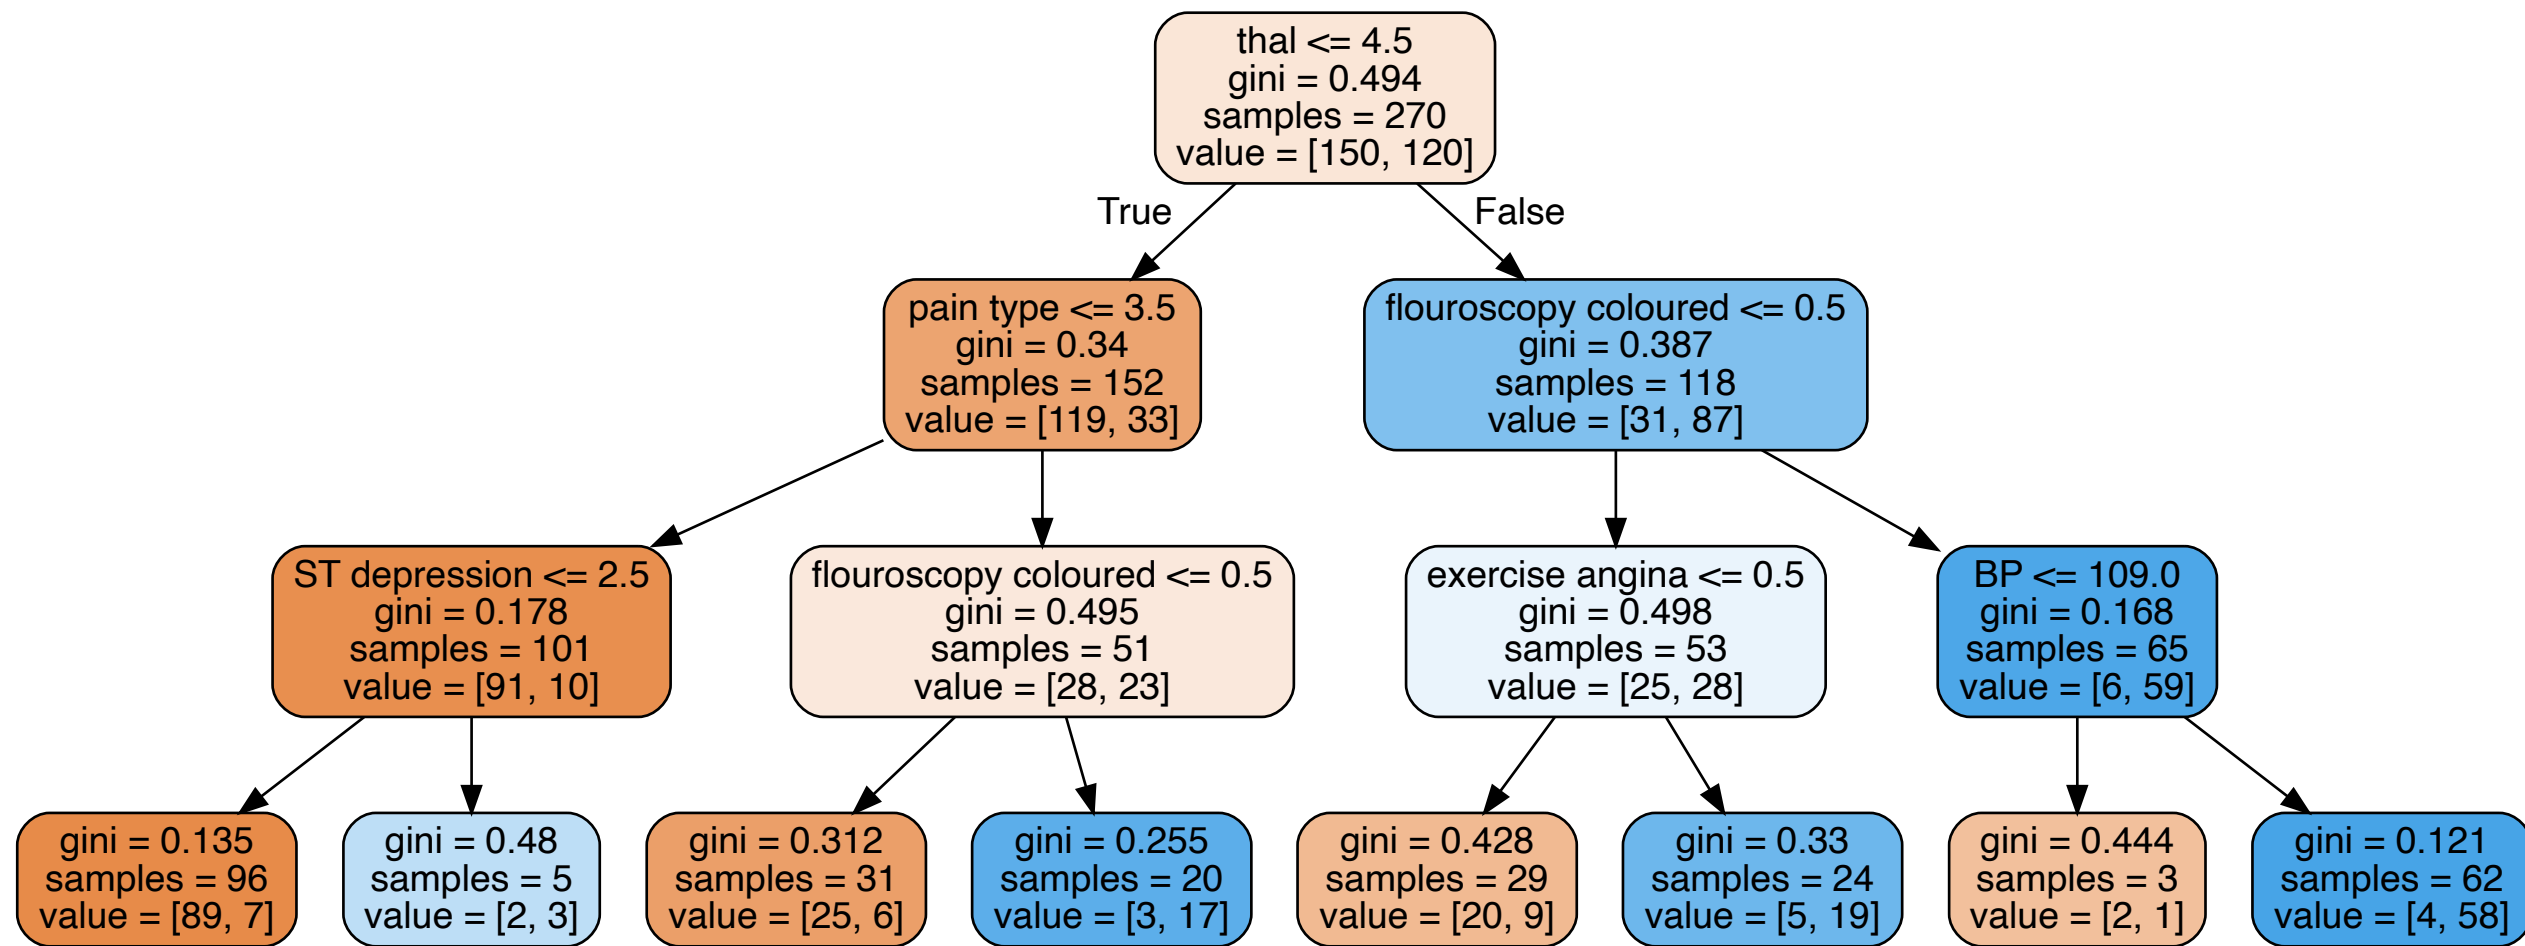 thal <= 4.5
gini = 0.494
samples = 270
value = [150, 120]
True
False
pain type <= 3.5
gini = 0.34
samples = 152
value = [119, 33]
flouroscopy coloured <= 0.5
gini = 0.387
samples = 118
value = [31, 87]
ST depression <= 2.5
gini = 0.178
samples = 101
value = [91, 10]
flouroscopy coloured <= 0.5
gini = 0.495
samples = 51
value = [28, 23]
exercise angina <= 0.5
gini = 0.498
samples = 53
value = [25, 28]
BP <= 109.0
gini = 0.168
samples = 65
value = [6, 59]
gini = 0.135
samples = 96
value = [89, 7]
gini = 0.48
samples = 5
value = [2, 3]
gini = 0.312
samples = 31
value = [25, 6]
gini = 0.255
samples = 20
value = [3, 17]
gini = 0.428
samples = 29
value = [20, 9]
gini = 0.33
samples = 24
value = [5, 19]
gini = 0.444
samples = 3
value = [2, 1]
gini = 0.121
samples = 62
value = [4, 58]